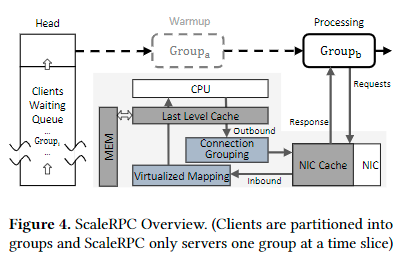 Head
Warmup
Processing
Group_a
Group_b
Clients
Waiting
Queue
...
Group_i
...
CPU
Requests
Last Level Cache
Outbound
Response
MEM
Connection
Grouping
NIC Cache
NIC
Virtualized Mapping
Inbound
Figure 4. ScaleRPC Overview. (Clients are partitioned into
groups and ScaleRPC only servers one group at a time slice)